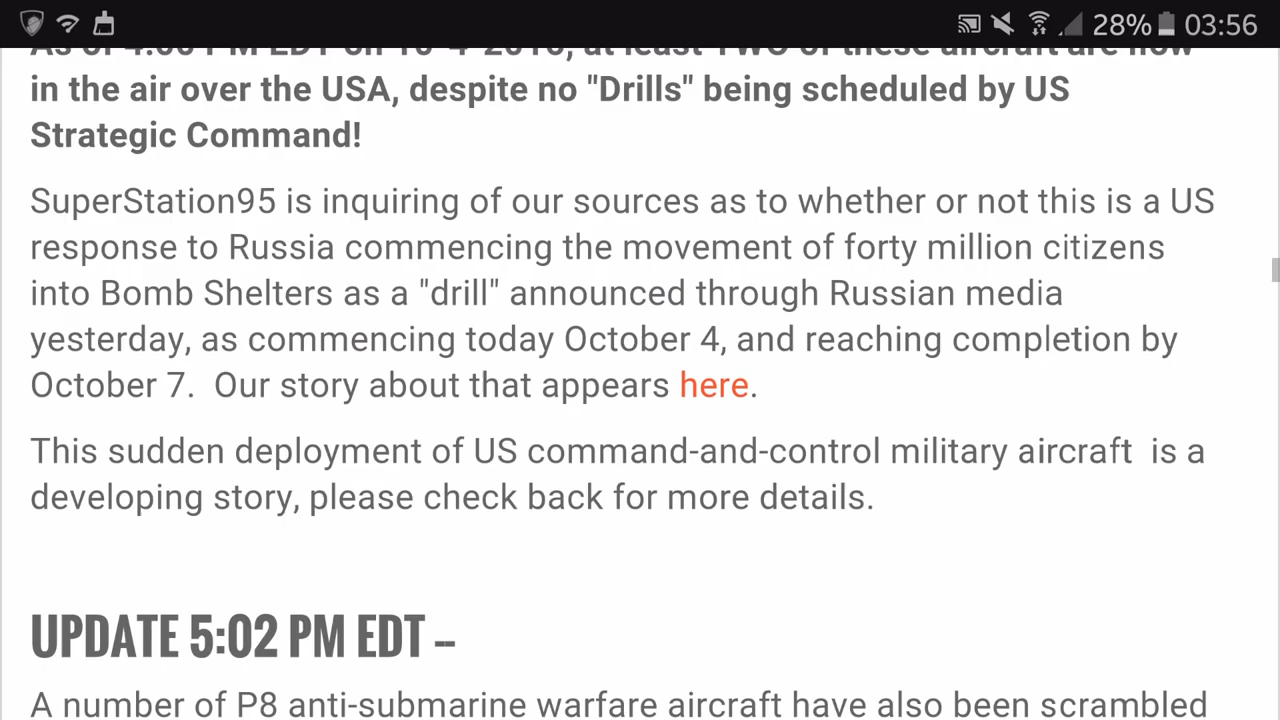 28% 03:56
As of 4:00 PM EDT on 10-4-2016, at least TWO of these aircraft are now
in the air over the USA, despite no "Drills" being scheduled by US
Strategic Command!
SuperStation95 is inquiring of our sources as to whether or not this is a US
response to Russia commencing the movement of forty million citizens
into Bomb Shelters as a "drill" announced through Russian media
yesterday, as commencing today October 4, and reaching completion by
October 7.  Our story about that appears here.
This sudden deployment of US command-and-control military aircraft  is a
developing story, please check back for more details.
UPDATE 5:02 PM EDT --
A number of P8 anti-submarine warfare aircraft have also been scrambled